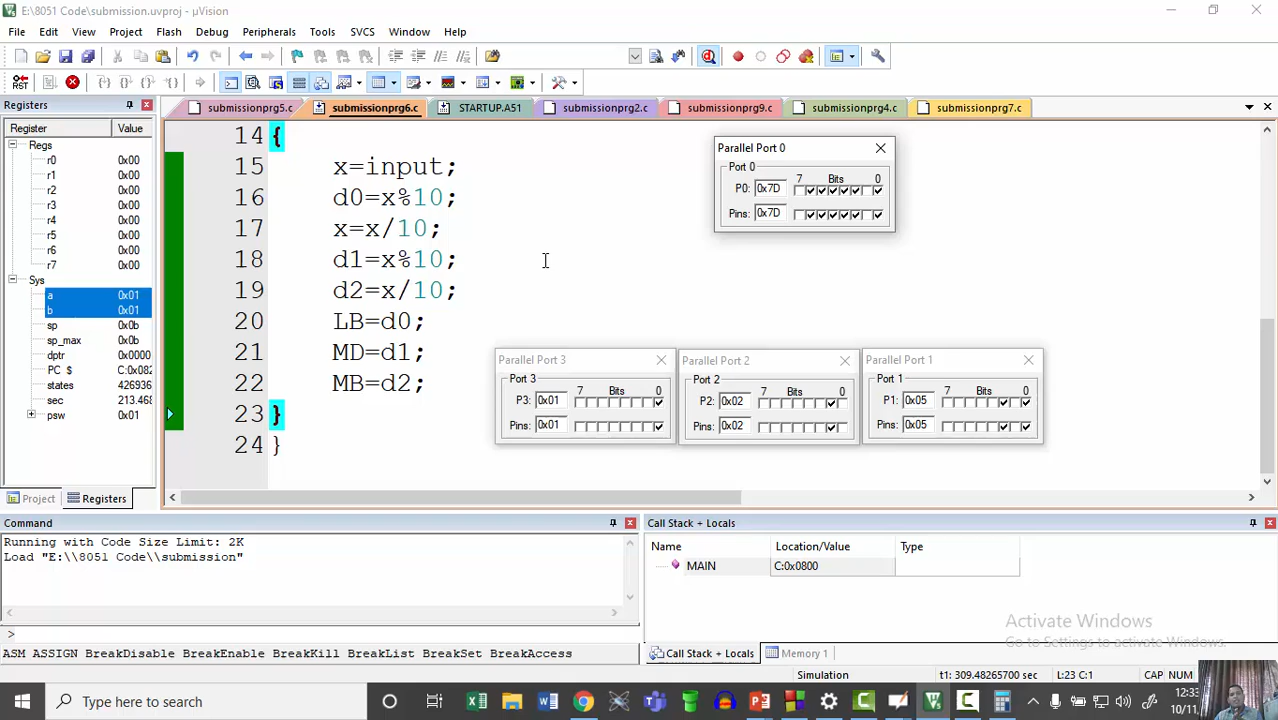 E:\8051 Code\submission.uvproj - µVision
File Edit View Project Flash Debug Peripherals Tools SVCS Window Help
Registers
submissionprg5.c submissionprg6.c STARTUP.A51 submissionprg2.c submissionprg9.c submissionprg4.c submissionprg7.c
Register Value
Regs
r0 0x00
r1 0x00
r2 0x00
r3 0x00
r4 0x00
r5 0x00
r6 0x00
r7 0x00
Sys
a 0x01
b 0x01
sp 0x0b
sp_max 0x0b
dptr 0x0000
PC $ C:0x082
states 426936
sec 213.468
psw 0x01
Project Registers
14 {
15 x=input;
16 d0=x%10;
17 x=x/10;
18 d1=x%10;
19 d2=x/10;
20 LB=d0;
21 MD=d1;
22 MB=d2;
23 }
24 }
Parallel Port 0
Port 0
P0: 0x7D 7 Bits 0
Pins: 0x7D
Parallel Port 3
Port 3
P3: 0x01 7 Bits 0
Pins: 0x01
Parallel Port 2
Port 2
P2: 0x02 7 Bits 0
Pins: 0x02
Parallel Port 1
Port 1
P1: 0x05 7 Bits 0
Pins: 0x05
Command
Running with Code Size Limit: 2K
Load "E:\\8051 Code\\submission"
>
ASM ASSIGN BreakDisable BreakEnable BreakKill BreakList BreakSet BreakAccess
Call Stack + Locals
Name Location/Value Type
MAIN C:0x0800
Activate Windows
Go to Settings to activate Windows.
Call Stack + Locals Memory 1
Simulation t1: 309.48265700 sec L:23 C:1 CAP NUM
Type here to search
12:33
10/11